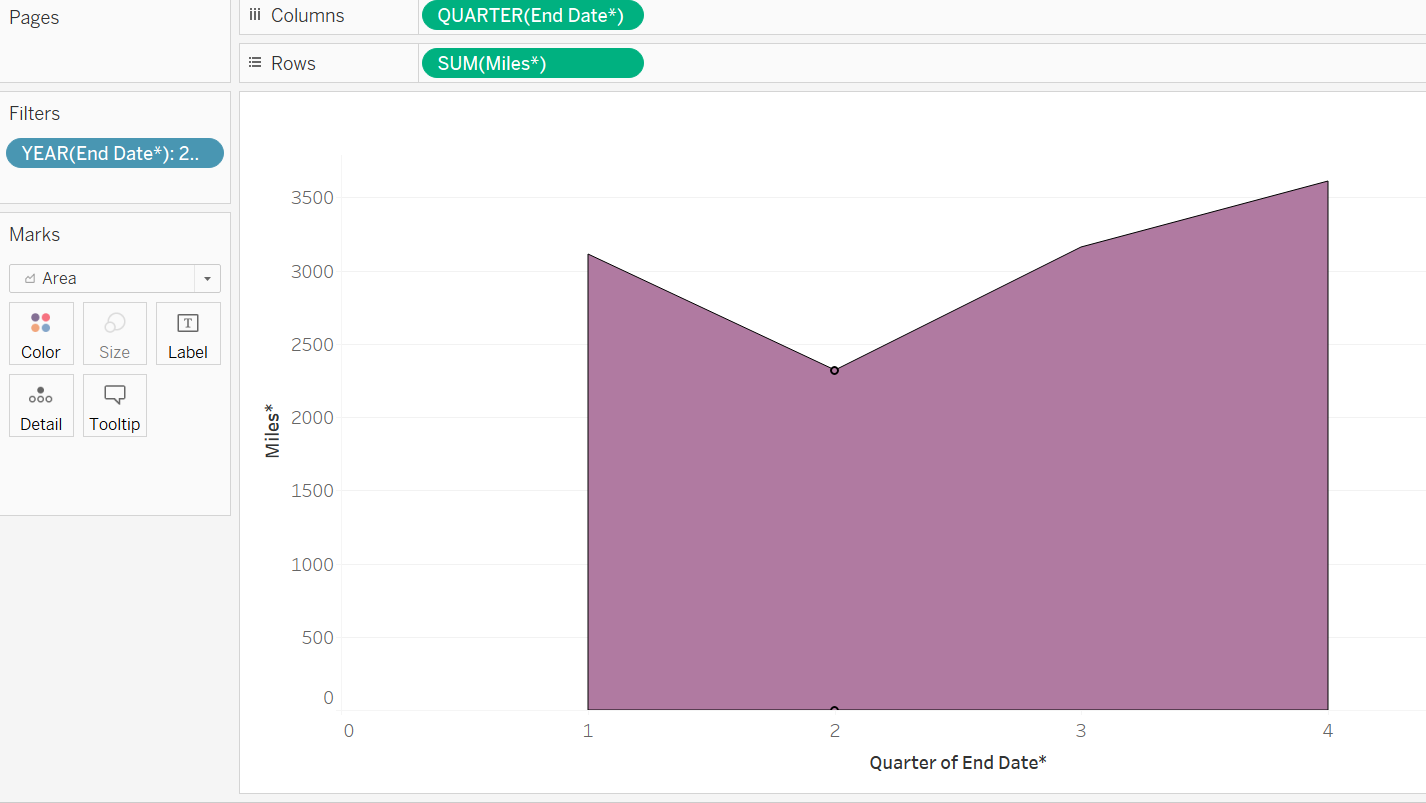 Pages
Columns
QUARTER(End Date*)
Rows
SUM(Miles*)
Filters
YEAR(End Date*): 2..
Marks
Area
Color
Size
T
Label
Detail
Tooltip
3500
3000
2500
2000
1500
1000
500
0
Miles*
0 1 2 3 4
Quarter of End Date*